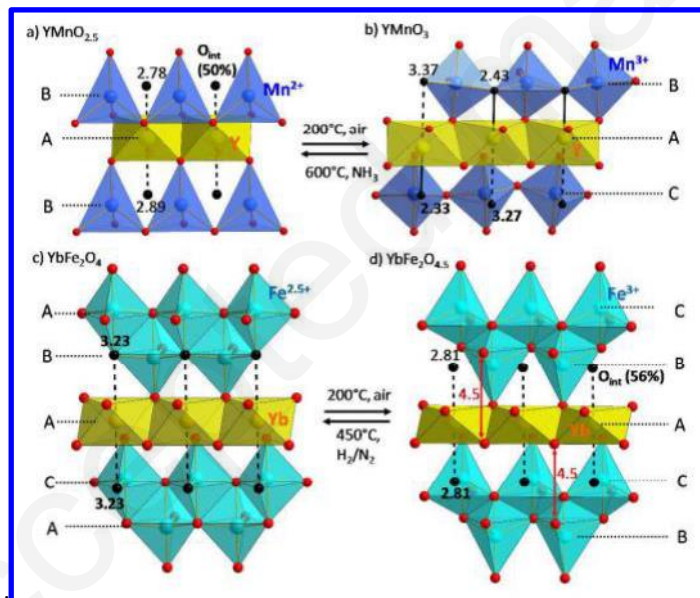 a) YMnO2.5
Oint
(50%)
2.78
Mn2+
B
A
Y
B
2.89
200°C, air
600°C, NH3
b) YMnO3
3.37
2.43
Mn3+
B
A
Y
C
2.33
3.27
c) YbFe2O4
Fe2.5+
A
3.23
B
A
Yb
C
3.23
A
200°C, air
450°C,
H2/N2
d) YbFe2O4.5
Fe3+
C
2.81
B
Oint (56%)
4.5
A
Yb
4.5
C
2.81
B